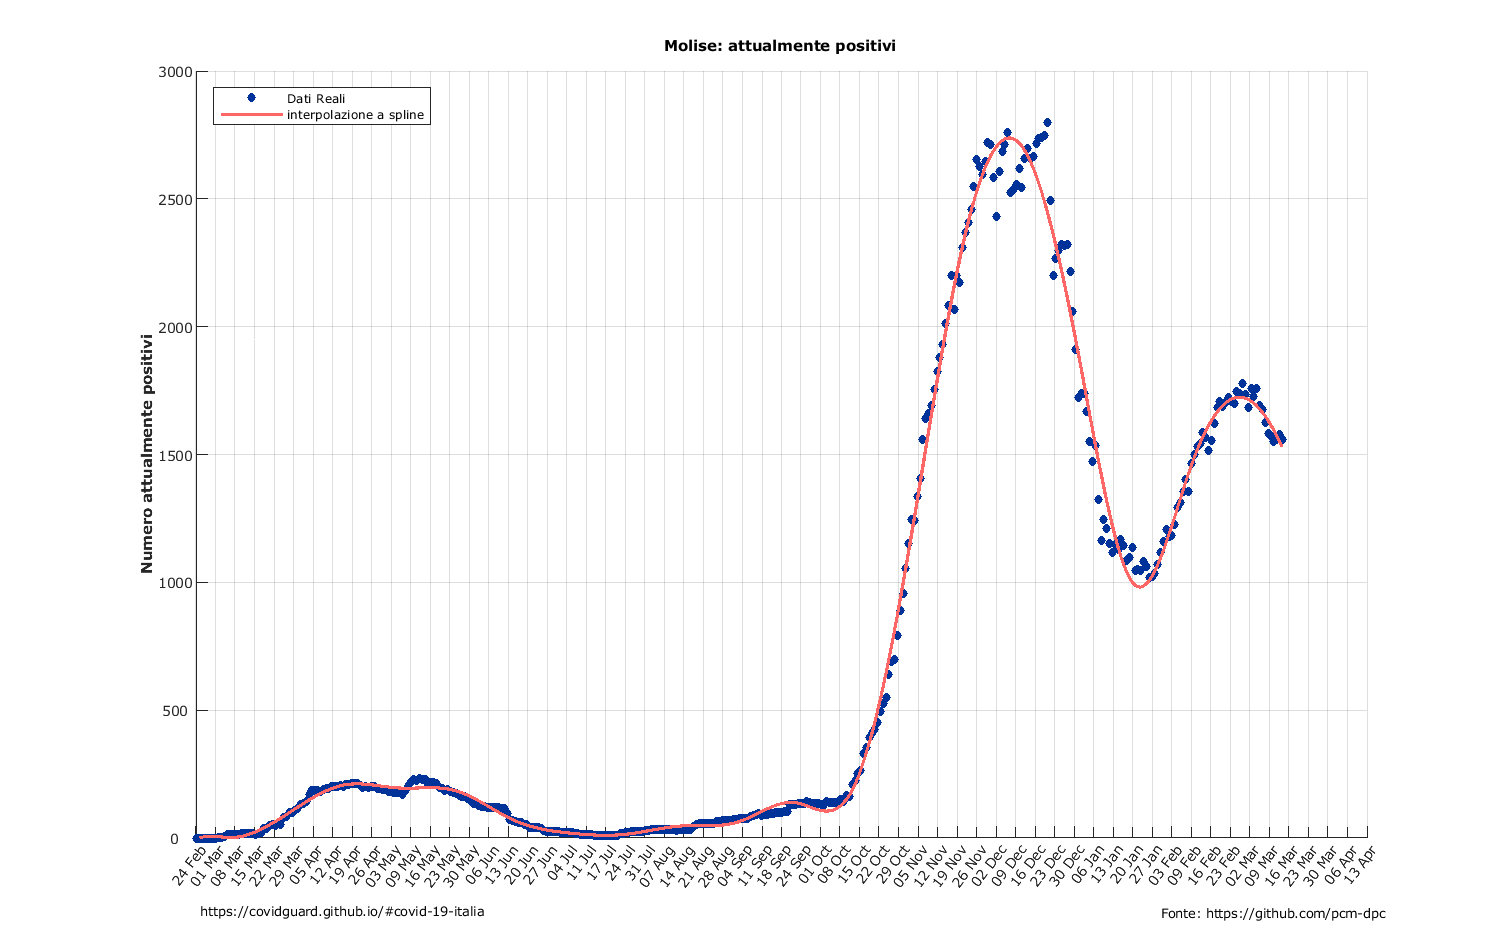 Molise: attualmente positivi
Dati Reali
interpolazione a spline
Numero attualmente positivi
3000
2500
2000
1500
1000
500
0
24 Feb
01 Mar
08 Mar
15 Mar
22 Mar
29 Mar
05 Apr
12 Apr
19 Apr
26 Apr
03 May
09 May
16 May
23 May
30 May
06 Jun
13 Jun
20 Jun
27 Jun
04 Jul
11 Jul
17 Jul
24 Jul
31 Jul
07 Aug
14 Aug
21 Aug
28 Aug
04 Sep
11 Sep
18 Sep
24 Sep
01 Oct
08 Oct
15 Oct
22 Oct
29 Oct
05 Nov
12 Nov
19 Nov
26 Nov
02 Dec
09 Dec
16 Dec
23 Dec
30 Dec
06 Jan
13 Jan
20 Jan
27 Jan
03 Feb
09 Feb
16 Feb
23 Feb
02 Mar
09 Mar
16 Mar
23 Mar
30 Mar
06 Apr
13 Apr
https://covidguard.github.io/#covid-19-italia
Fonte: https://github.com/pcm-dpc